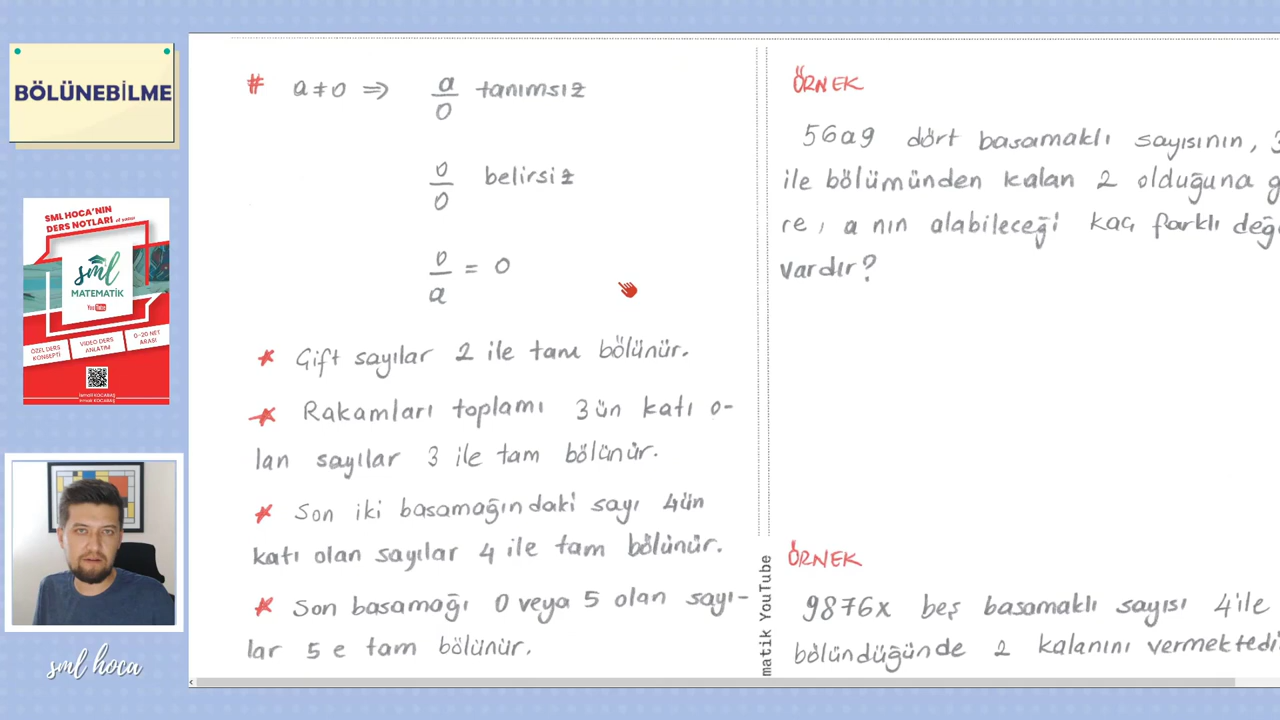 BÖLÜNEBİLME
SML HOCA'NIN
DERS NOTLARI
sml
MATEMATİK
YouTube
ÖZEL DERS
KONSEPTİ
VİDEO DERS
ANLATIM
0-20 NET
ARASI
İsmail KOCABAŞ
sml hoca
# a≠0 ⇒ a/0 tanımsız
0/0 belirsiz
0/a = 0
* Çift sayılar 2 ile tam bölünür.
* Rakamları toplamı 3 ün katı o-
lan sayılar 3 ile tam bölünür.
* Son iki basamağındaki sayı 4ün
katı olan sayılar 4 ile tam bölünür.
* Son basamağı 0 veya 5 olan sayı-
lar 5 e tam bölünür.
matik YouTube
ÖRNEK
56a9 dört basamaklı sayısının, 3
ile bölümünden kalan 2 olduğuna g
re, a nın alabileceği kaç farklı değ
vardır?
ÖRNEK
9876x beş basamaklı sayısı 4 ile
bölündüğünde 2 kalanını vermektedi